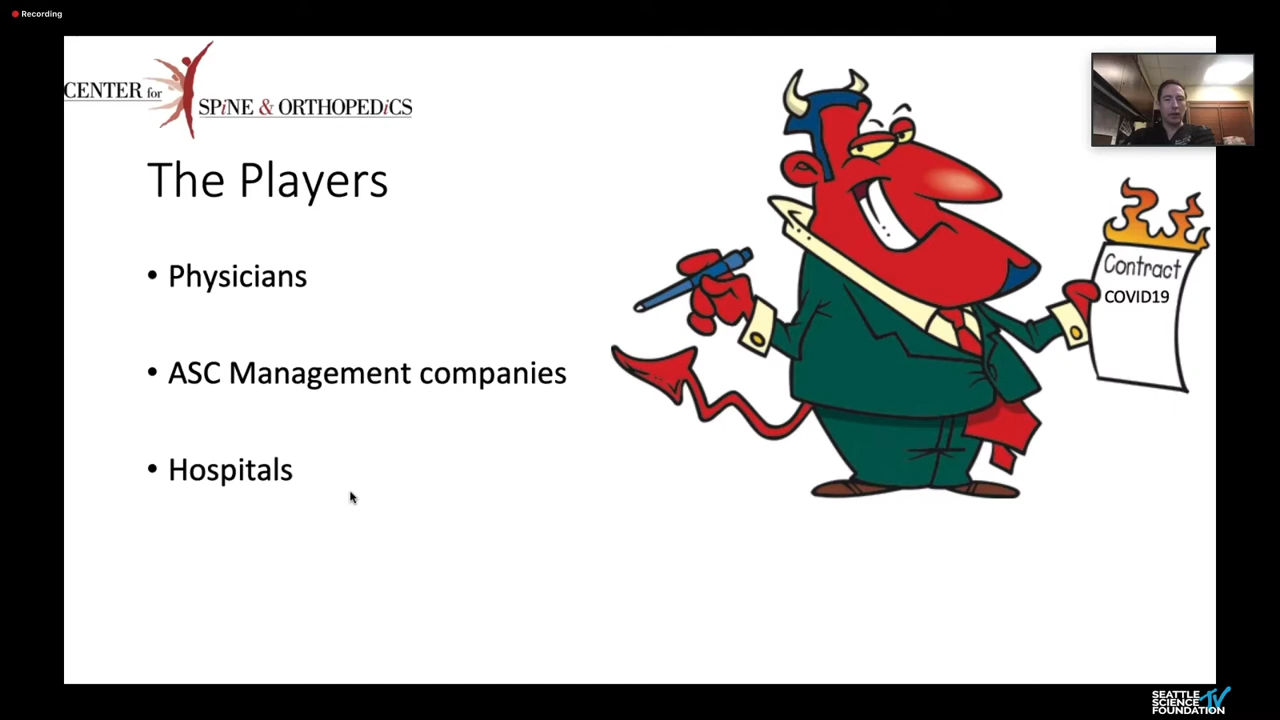 Recording
CENTER for
SPiNE & ORTHOPEDiCS
The Players
• Physicians
• ASC Management companies
• Hospitals
Contract
COVID19
SEATTLE
SCIENCE
FOUNDATION
TV